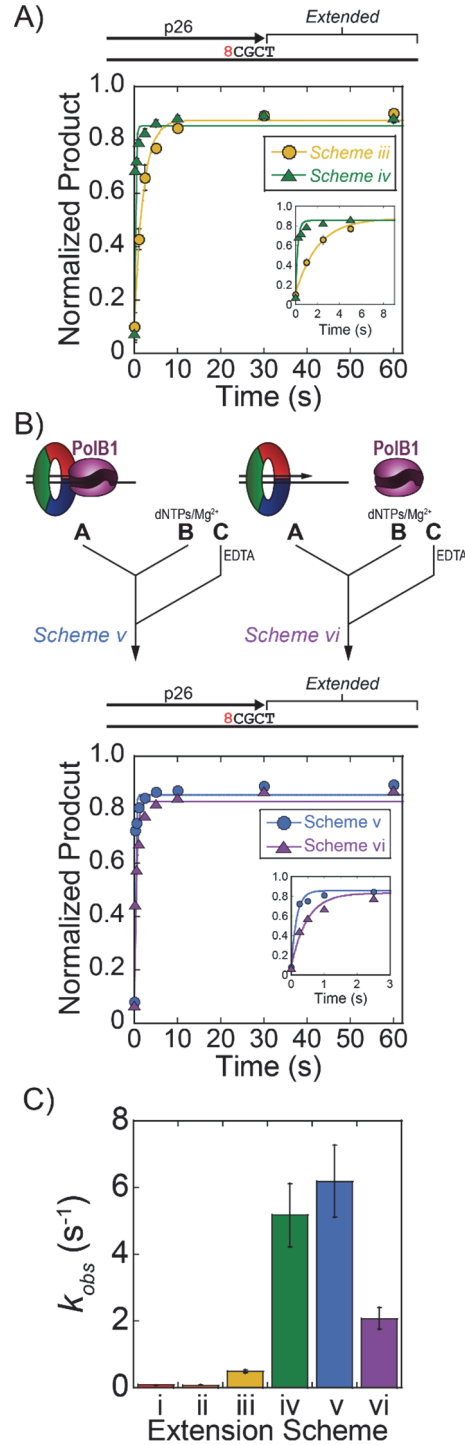 A)
p26
Extended
8CGCT
1.0
0.8
0.6
0.4
0.2
0
Normalized Product
Scheme iii
Scheme iv
1.0
0.8
0.6
0.4
0.2
0.0
0 2 4 6 8
Time (s)
0 10 20 30 40 50 60
Time (s)
B)
PolB1
PolB1
dNTPs/Mg²⁺
dNTPs/Mg²⁺
A B C
A B C
EDTA
EDTA
Scheme v
Scheme vi
p26
Extended
8CGCT
1.0
0.8
0.6
0.4
0.2
0
Normalized Prodcut
Scheme v
Scheme vi
1.0
0.8
0.6
0.4
0.2
0.0
0 1 2 3
Time (s)
0 10 20 30 40 50 60
Time (s)
C)
8
6
4
2
0
kobs (s⁻¹)
i ii iii iv v vi
Extension Scheme